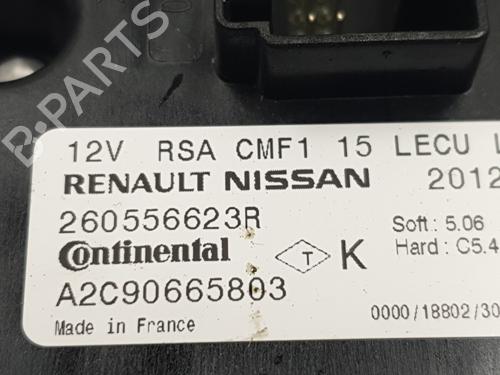 B-PARTS
12V RSA CMF1 15 LECU L
RENAULT NISSAN 2012
260556623R
Soft : 5.06
Continental T K Hard : C5.4
A2C90665803
Made in France 0000/18802/30